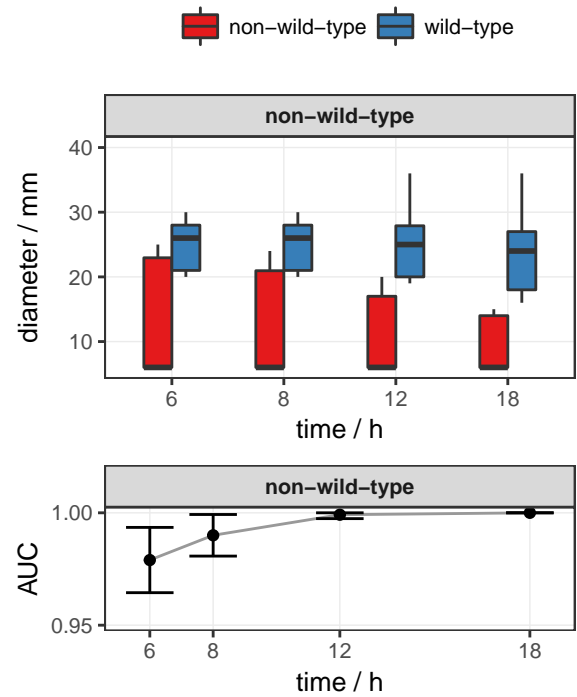 non−wild−type wild−type
non−wild−type
diameter / mm
40
30
20
10
6 8 12 18
time / h
non−wild−type
AUC
1.00
0.95
6 8 12 18
time / h